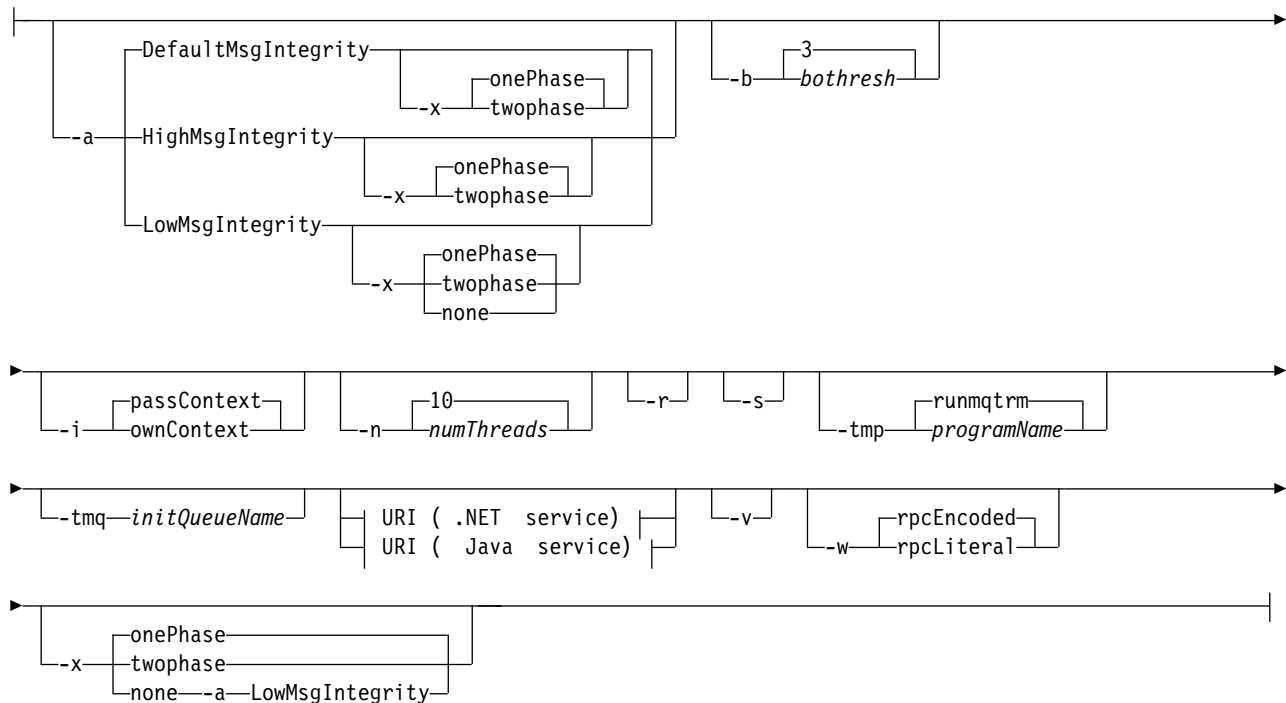 DefaultMsgIntegrity
3
onePhase
-b bothresh
-x twophase
-a HighMsgIntegrity
onePhase
-x twophase
LowMsgIntegrity
onePhase
-x twophase
none
passContext 10 -r -s runmqtrm
-i ownContext -n numThreads -tmp programName
-tmq initQueueName URI ( .NET service) -v rpcEncoded
URI ( Java service) -w rpcLiteral
onePhase
-x twophase
none -a LowMsgIntegrity